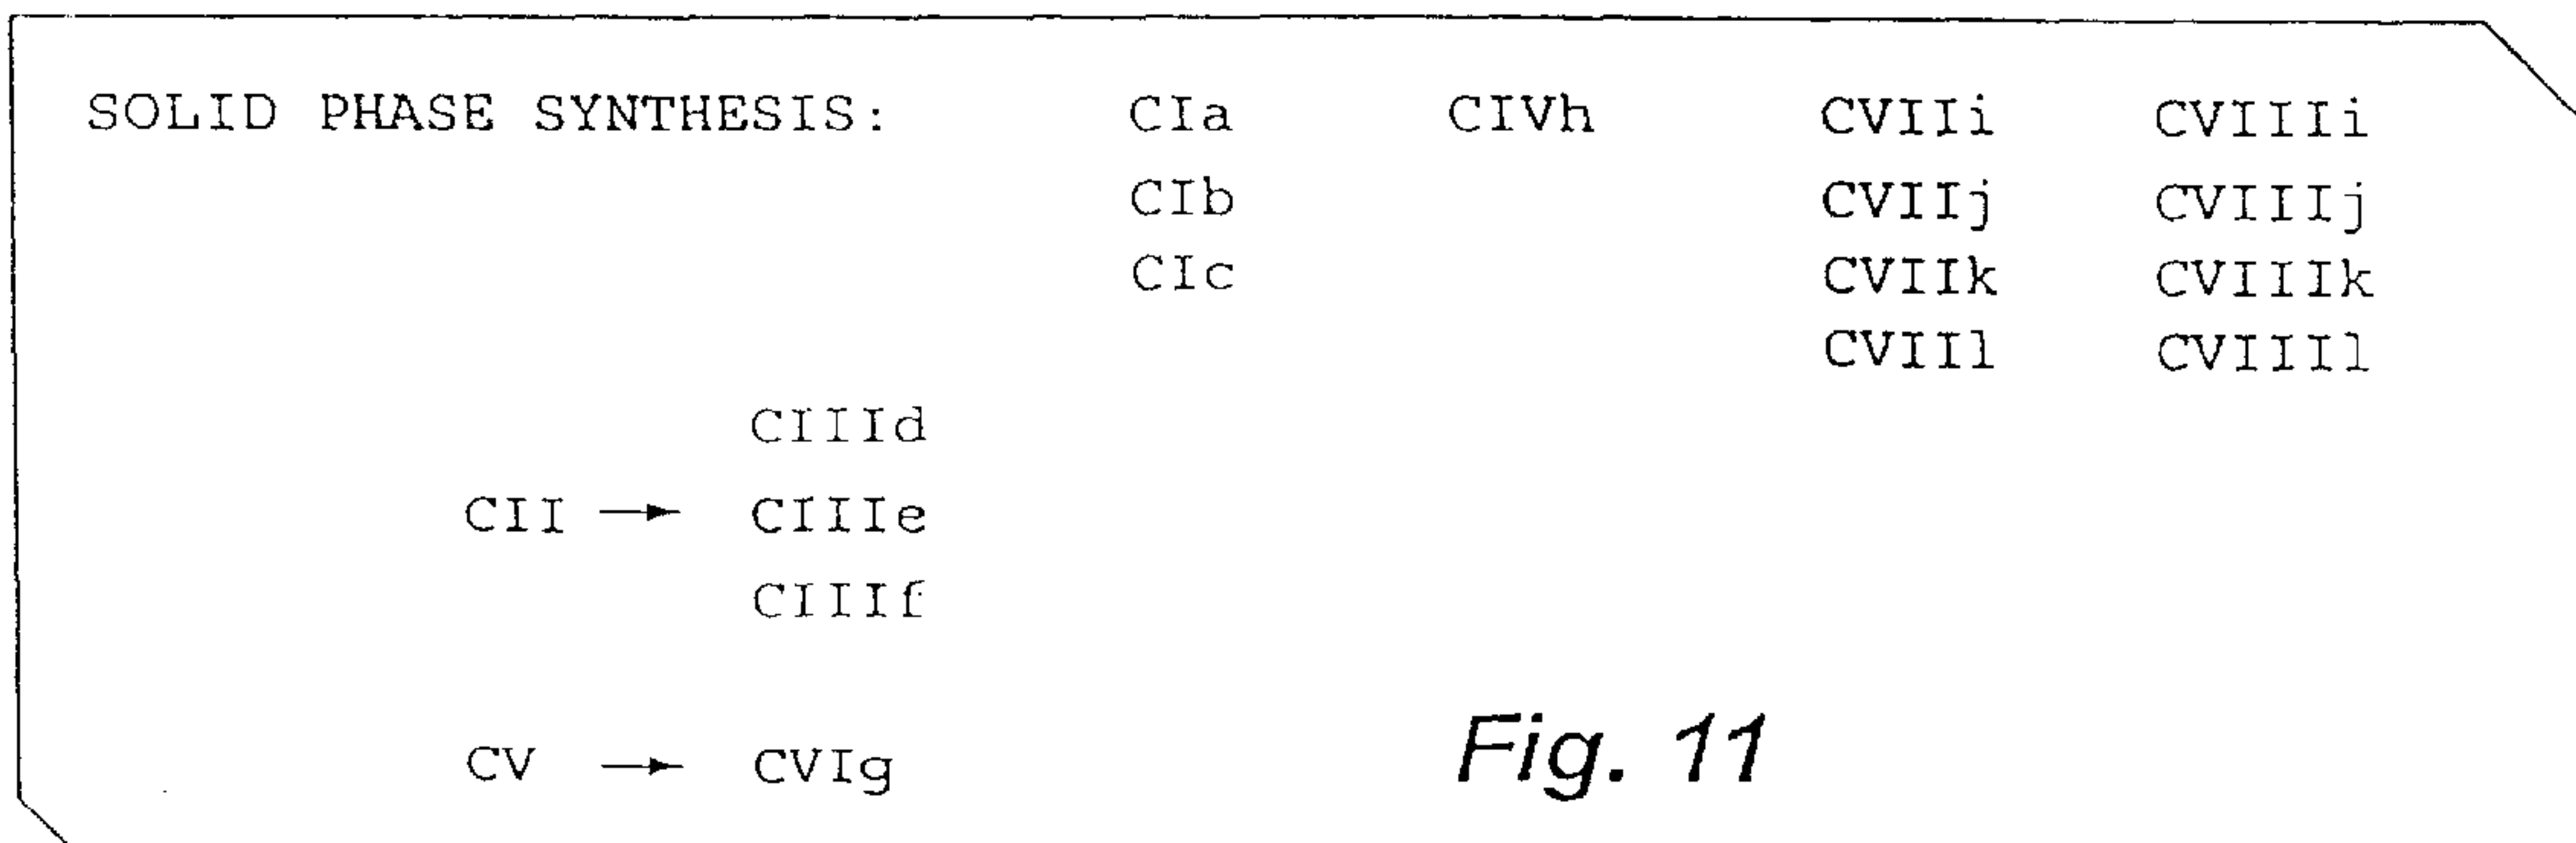 SOLID PHASE SYNTHESIS: CIa CIVh CVIIi CVIIIi
CIb CVIIj CVIIIj
CIc CVIIk CVIIIk
CVIIl CVIIIl
CIIId
CII → CIIIe
CIIIf
CV → CVIg
Fig. 11